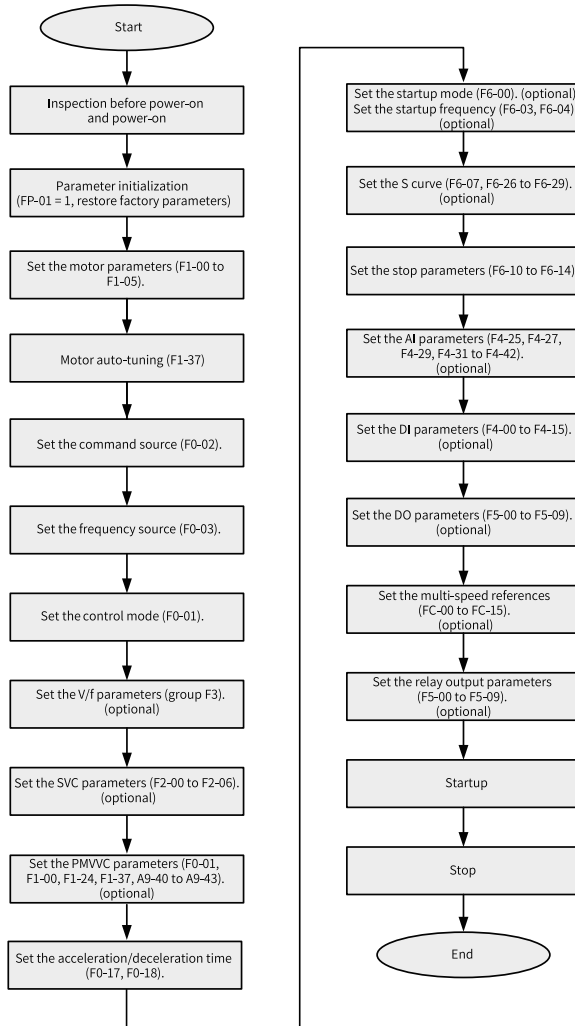 Start
Inspection before power-on
and power-on
Parameter initialization
(FP-01 = 1, restore factory parameters)
Set the motor parameters (F1-00 to
F1-05).
Motor auto-tuning (F1-37)
Set the command source (F0-02).
Set the frequency source (F0-03).
Set the control mode (F0-01).
Set the V/f parameters (group F3).
(optional)
Set the SVC parameters (F2-00 to F2-06).
(optional)
Set the PMVVC parameters (F0-01,
F1-00, F1-24, F1-37, A9-40 to A9-43).
(optional)
Set the acceleration/deceleration time
(F0-17, F0-18).
Set the startup mode (F6-00). (optional)
Set the startup frequency (F6-03, F6-04)
(optional)
Set the S curve (F6-07, F6-26 to F6-29).
(optional)
Set the stop parameters (F6-10 to F6-14)
Set the AI parameters (F4-25, F4-27,
F4-29, F4-31 to F4-42).
(optional)
Set the DI parameters (F4-00 to F4-15).
(optional)
Set the DO parameters (F5-00 to F5-09).
(optional)
Set the multi-speed references
(FC-00 to FC-15).
(optional)
Set the relay output parameters
(F5-00 to F5-09).
(optional)
Startup
Stop
End